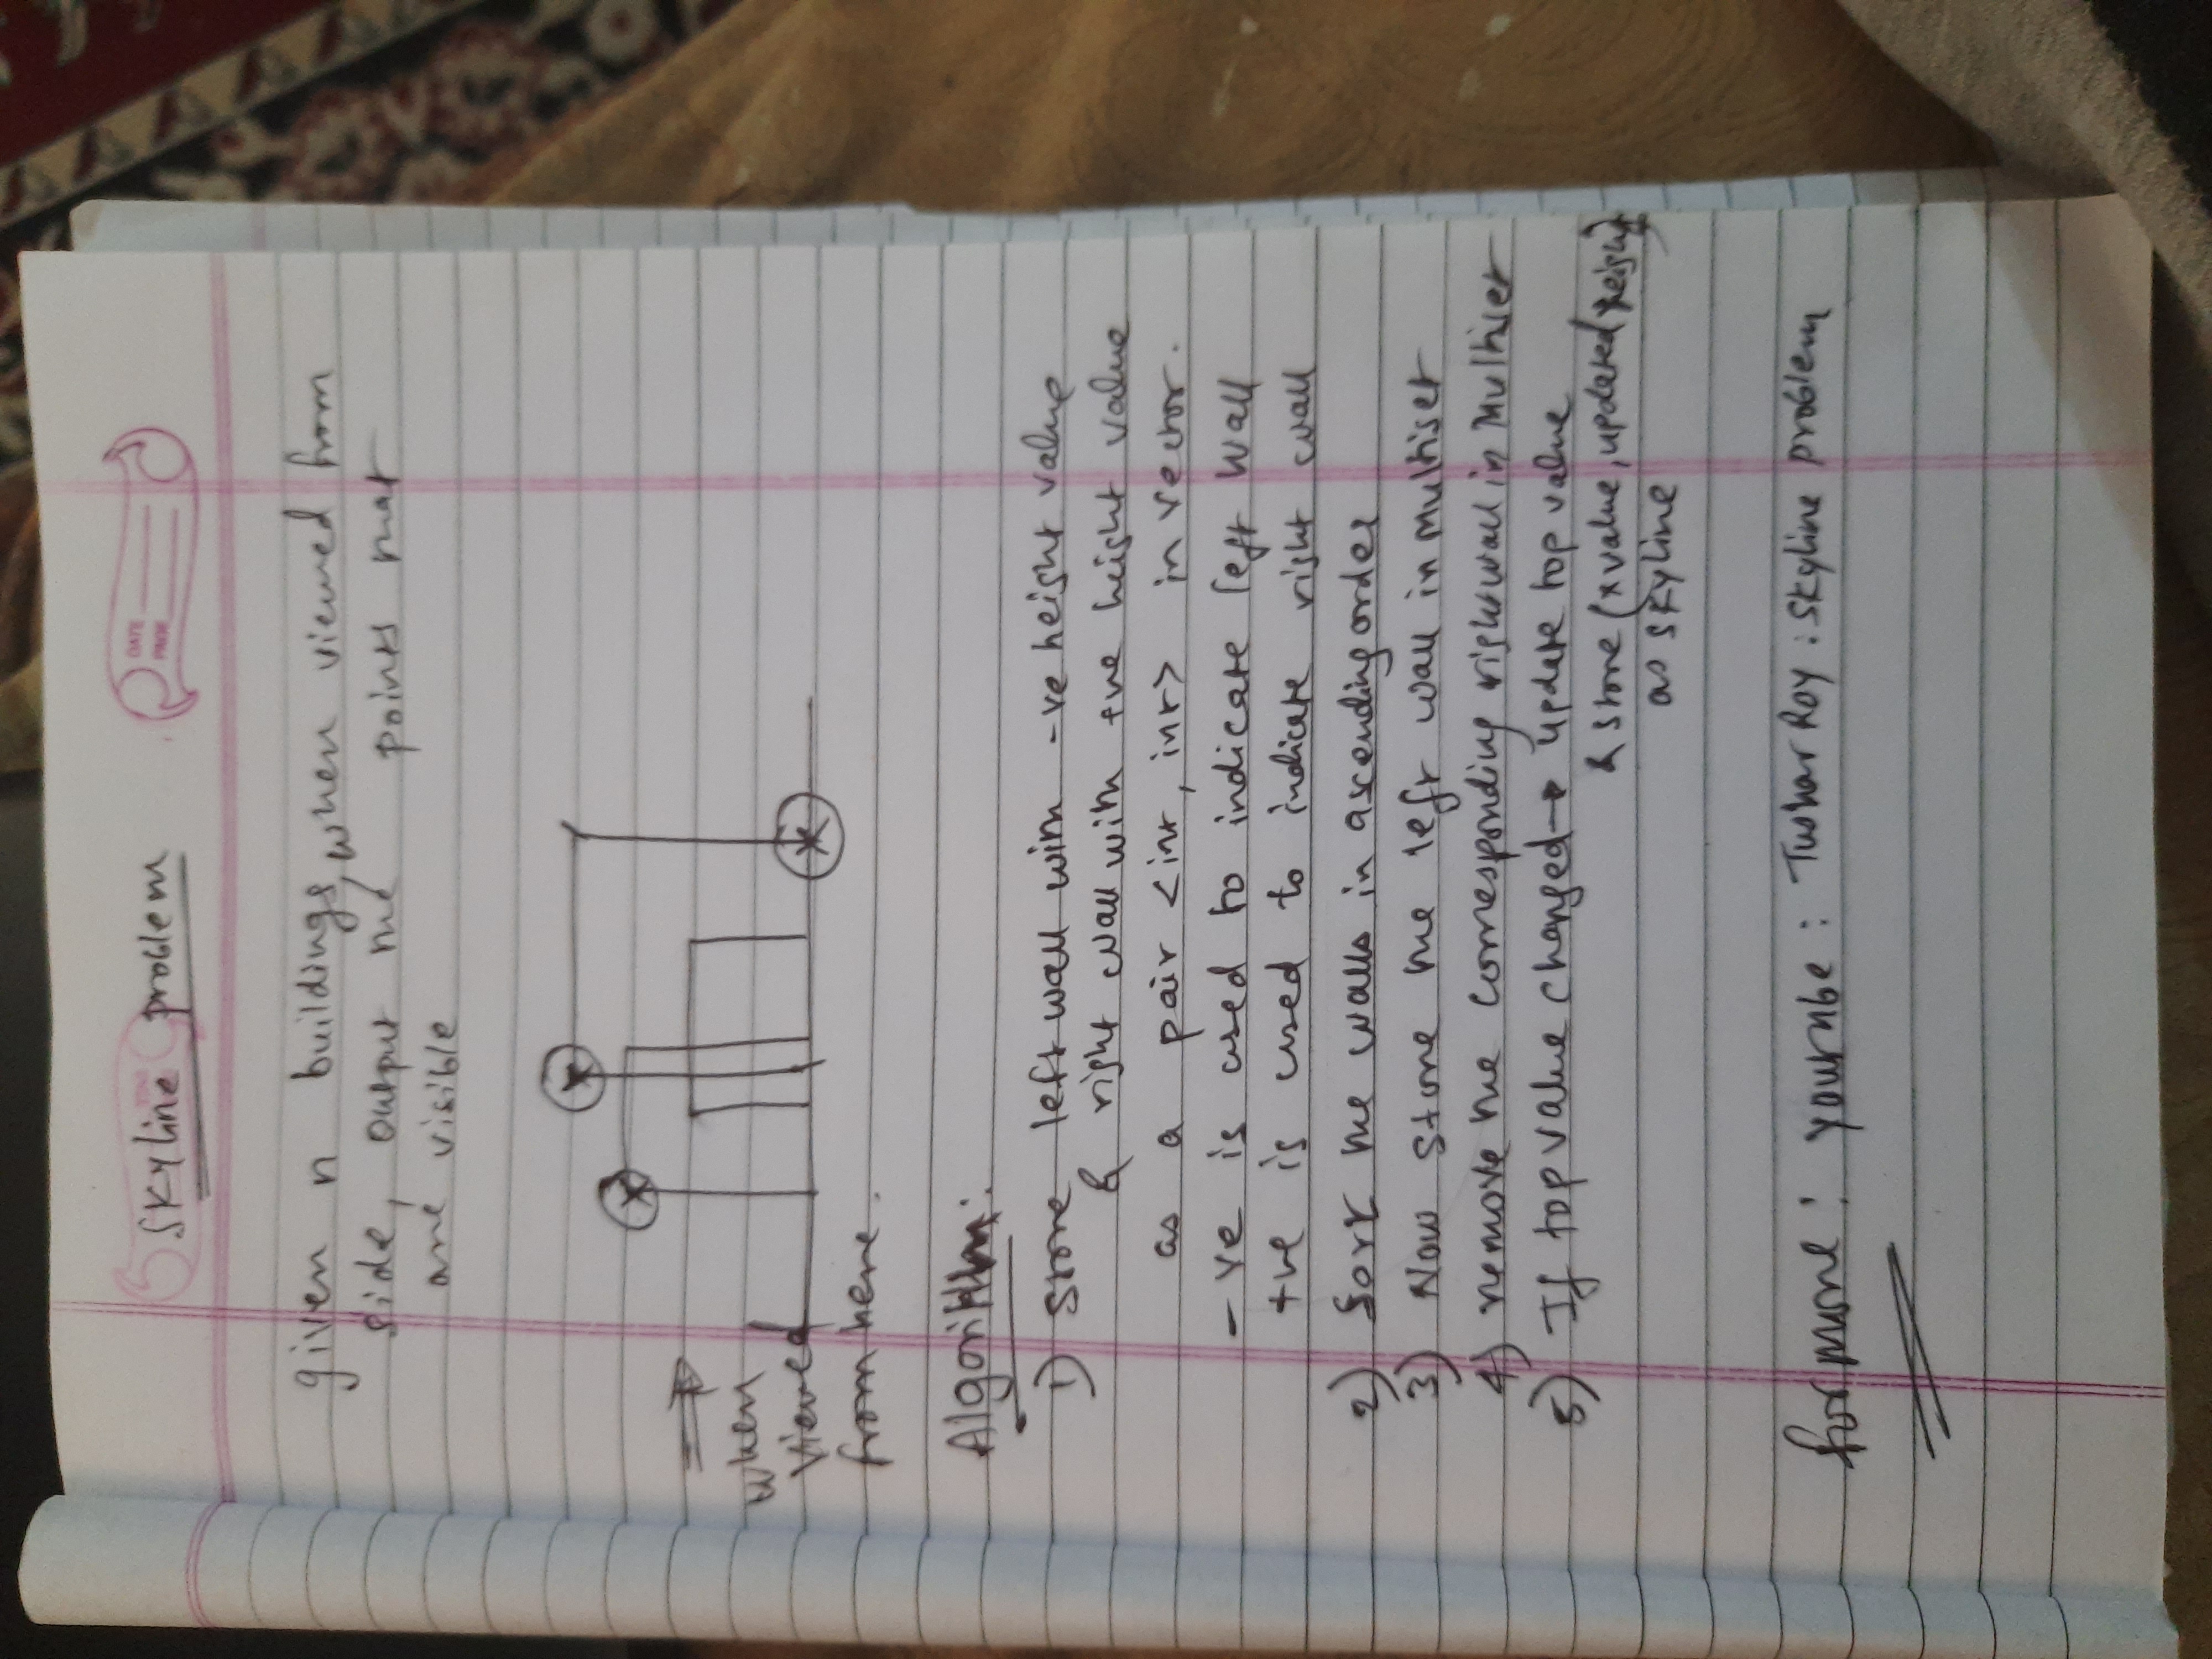 Skyline problem
DATE
PAGE
given n buildings, when viewed from
side, output the points that
are visible
when
viewed
from here.
Algorithm:
1) store left wall with -ve height value
& right wall with +ve height value
as a pair <int, int> in vector.
-ve is used to indicate left wall
+ve is used to indicate right wall
2) Sort the walls in ascending order
3) Now store the left wall in multiset
4) remove the corresponding right wall in Multiset
5) If top value changed → update top value
& store (x value, updated height)
as skyline
for more: youtube: Tushar Roy: skyline problem